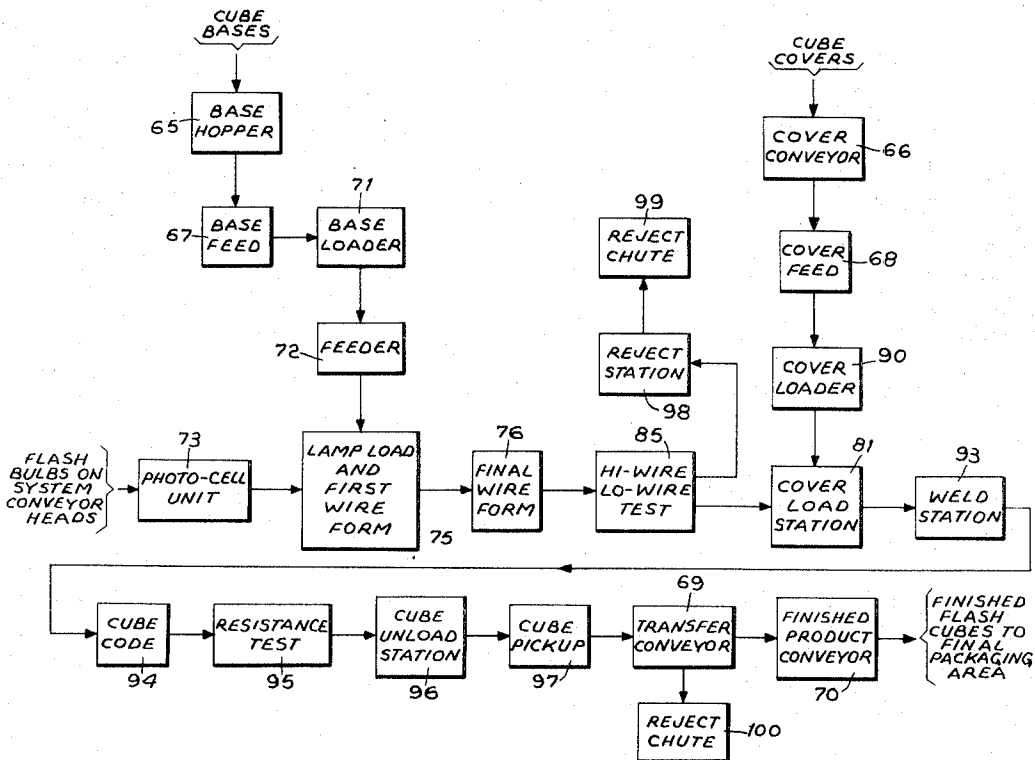 CUBE
BASES
BASE
HOPPER
65
BASE
FEED
67
71
BASE
LOADER
FEEDER
72
CUBE
COVERS
COVER
CONVEYOR
66
COVER
FEED
68
COVER
LOADER
90
99
REJECT
CHUTE
REJECT
STATION
98
FLASH
BULBS ON
SYSTEM
CONVEYOR
HEADS
73
PHOTO-CELL
UNIT
LAMP LOAD
AND
FIRST
WIRE
FORM
75
76
FINAL
WIRE
FORM
85
HI-WIRE
LO-WIRE
TEST
81
COVER
LOAD
STATION
93
WELD
STATION
CUBE
CODE
94
RESISTANCE
TEST
95
CUBE
UNLOAD
STATION
96
CUBE
PICKUP
97
69
TRANSFER
CONVEYOR
REJECT
CHUTE
100
FINISHED
PRODUCT
CONVEYOR
70
FINISHED
FLASH
CUBES TO
FINAL
PACKAGING
AREA